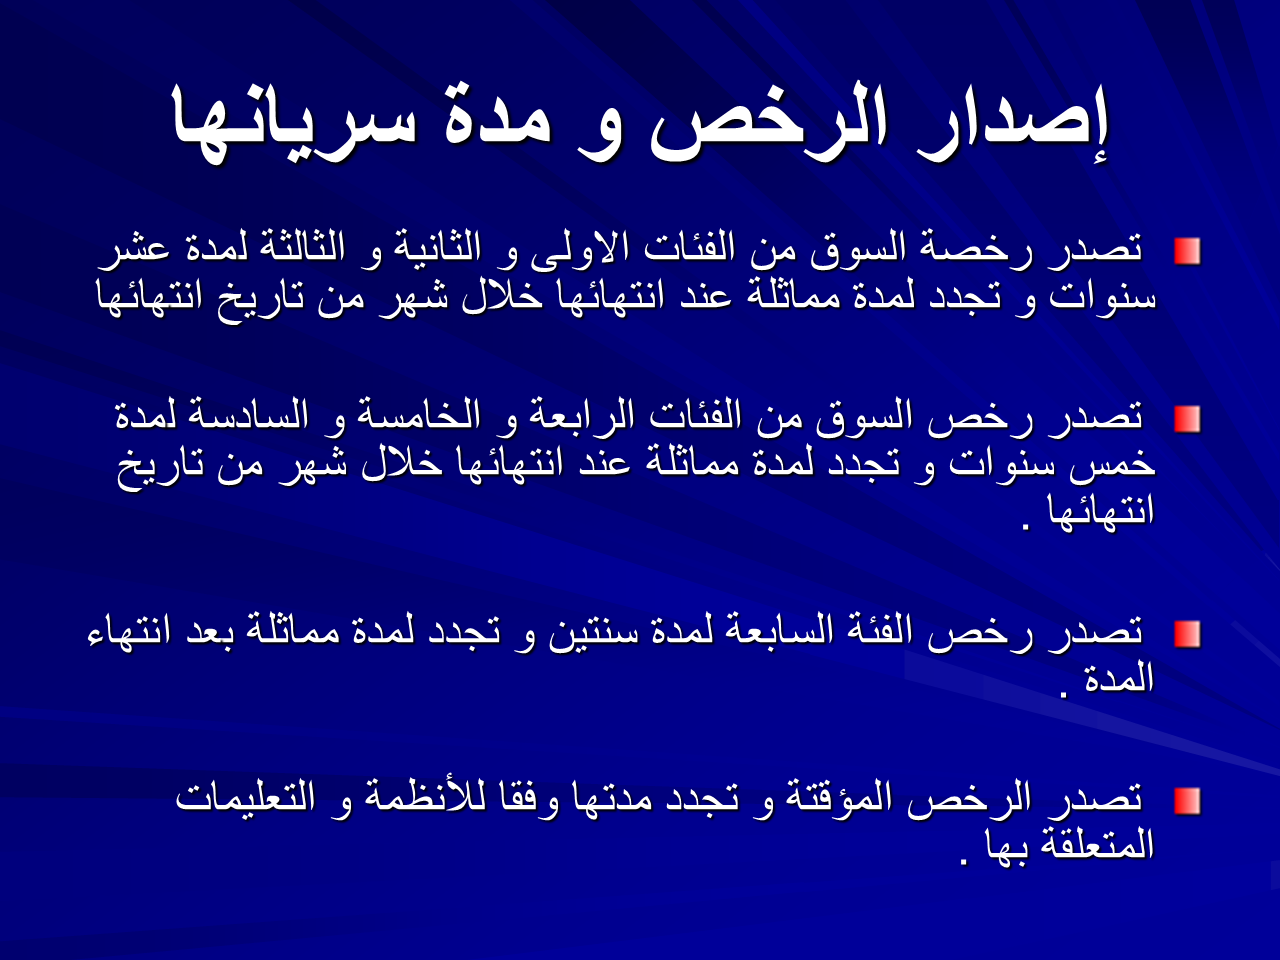 إصدار الرخص و مدة سريانها
تصدر رخصة السوق من الفئات الاولى و الثانية و الثالثة لمدة عشر
سنوات و تجدد لمدة مماثلة عند انتهائها خلال شهر من تاريخ انتهائها
تصدر رخص السوق من الفئات الرابعة و الخامسة و السادسة لمدة
خمس سنوات و تجدد لمدة مماثلة عند انتهائها خلال شهر من تاريخ
انتهائها .
تصدر رخص الفئة السابعة لمدة سنتين و تجدد لمدة مماثلة بعد انتهاء
المدة .
تصدر الرخص المؤقتة و تجدد مدتها وفقا للأنظمة و التعليمات
المتعلقة بها .